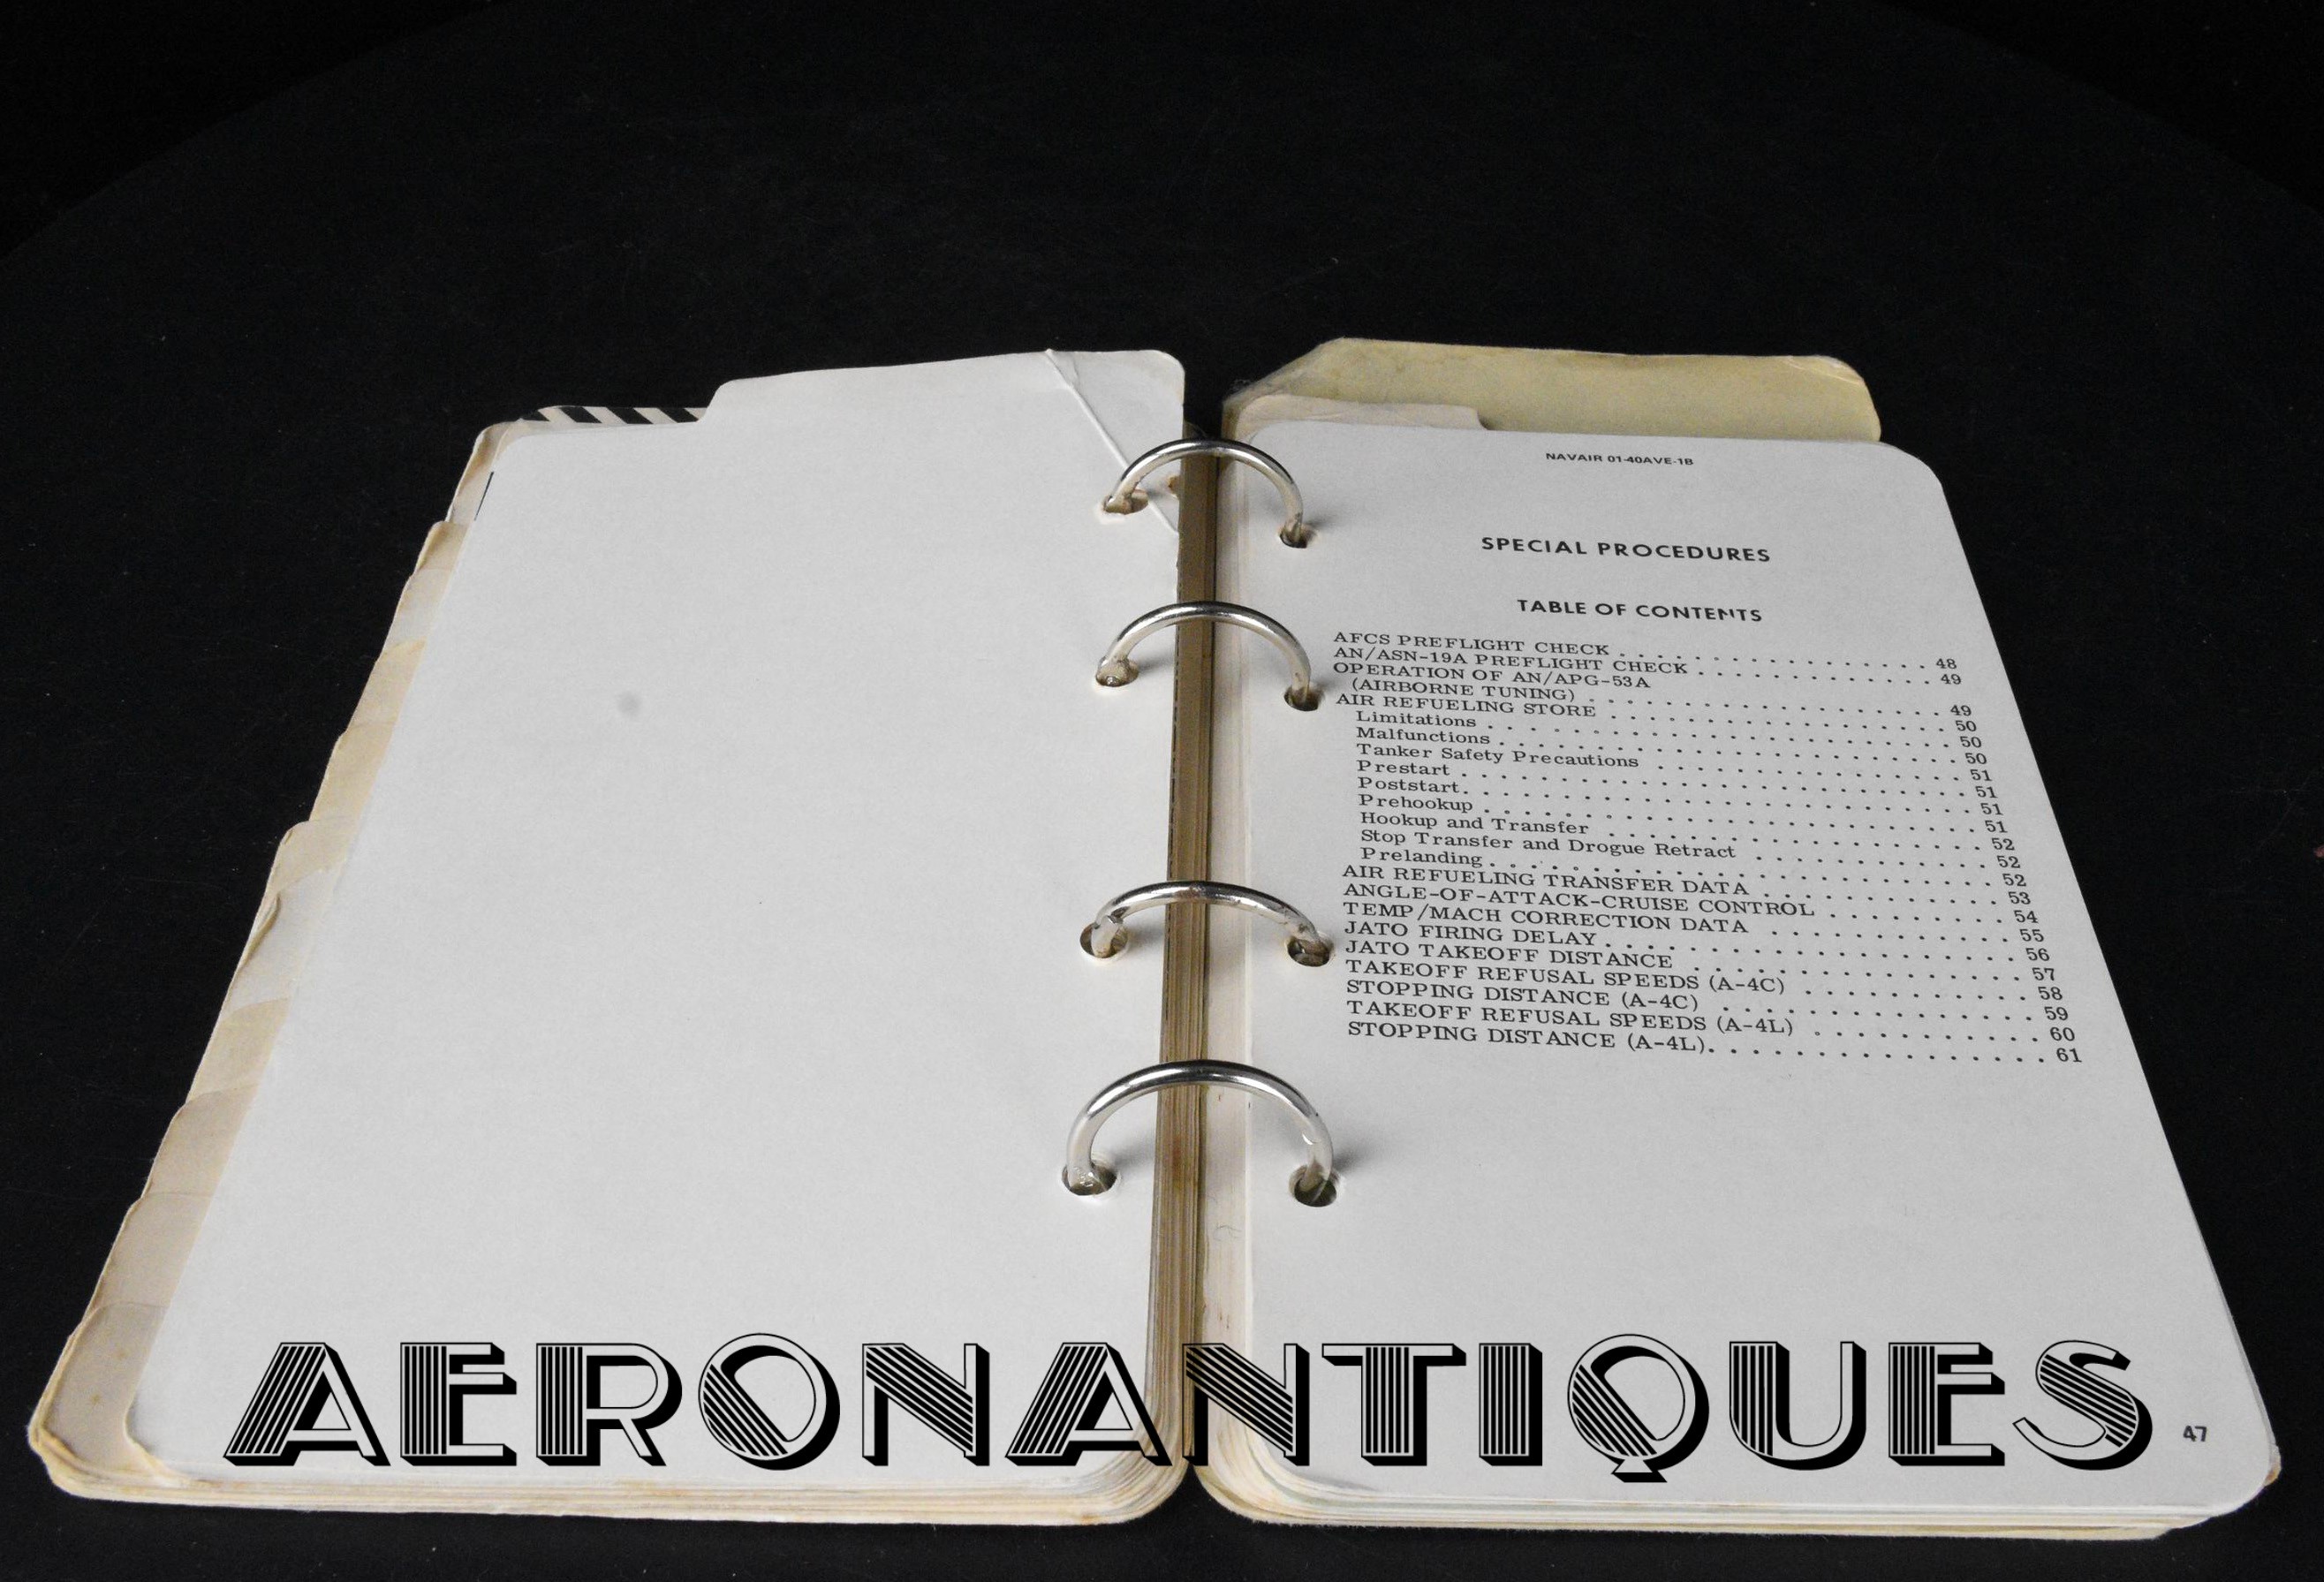 NAVAIR 01-40AVE-1B
SPECIAL PROCEDURES
TABLE OF CONTENTS
AFCS PREFLIGHT CHECK . . . . . . . . . . . . . . . . . 48
AN/ASN-19A PREFLIGHT CHECK . . . . . . . . . . . . . 49
OPERATION OF AN/APG-53A
(AIRBORNE TUNING) . . . . . . . . . . . . . . . . . . . 49
AIR REFUELING STORE . . . . . . . . . . . . . . . . . . 50
Limitations . . . . . . . . . . . . . . . . . . . . . . . . 50
Malfunctions . . . . . . . . . . . . . . . . . . . . . . . 50
Tanker Safety Precautions . . . . . . . . . . . . . . . . 51
Prestart . . . . . . . . . . . . . . . . . . . . . . . . . . 51
Poststart. . . . . . . . . . . . . . . . . . . . . . . . . . 51
Prehookup . . . . . . . . . . . . . . . . . . . . . . . . . 51
Hookup and Transfer . . . . . . . . . . . . . . . . . . . 52
Stop Transfer and Drogue Retract . . . . . . . . . . . . 52
Prelanding . . . . . . . . . . . . . . . . . . . . . . . . . 52
AIR REFUELING TRANSFER DATA . . . . . . . . . . . . 53
ANGLE-OF-ATTACK-CRUISE CONTROL . . . . . . . . . 54
TEMP/MACH CORRECTION DATA . . . . . . . . . . . . 55
JATO FIRING DELAY . . . . . . . . . . . . . . . . . . . 56
JATO TAKEOFF DISTANCE . . . . . . . . . . . . . . . . 57
TAKEOFF REFUSAL SPEEDS (A-4C) . . . . . . . . . . . 58
STOPPING DISTANCE (A-4C) . . . . . . . . . . . . . . . 59
TAKEOFF REFUSAL SPEEDS (A-4L) . . . . . . . . . . . 60
STOPPING DISTANCE (A-4L). . . . . . . . . . . . . . . . 61
AERONANTIQUES
47